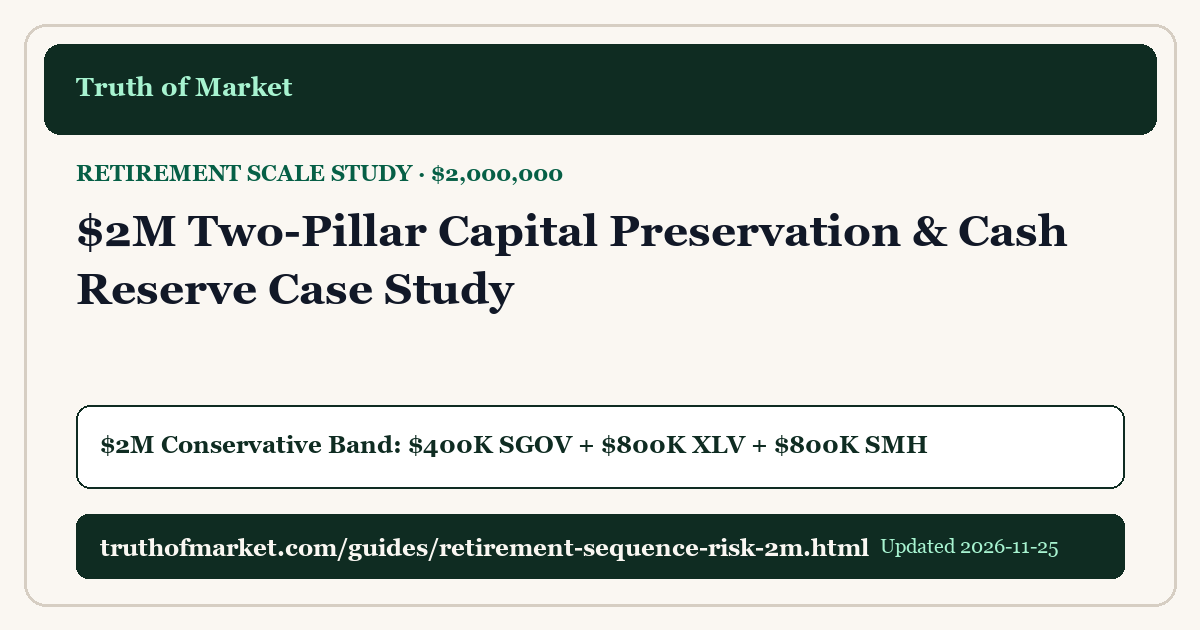 Truth of Market
RETIREMENT SCALE STUDY · $2,000,000
$2M Two-Pillar Capital Preservation & Cash
Reserve Case Study
$2M Conservative Band: $400K SGOV + $800K XLV + $800K SMH
truthofmarket.com/guides/retirement-sequence-risk-2m.html Updated 2026-11-25